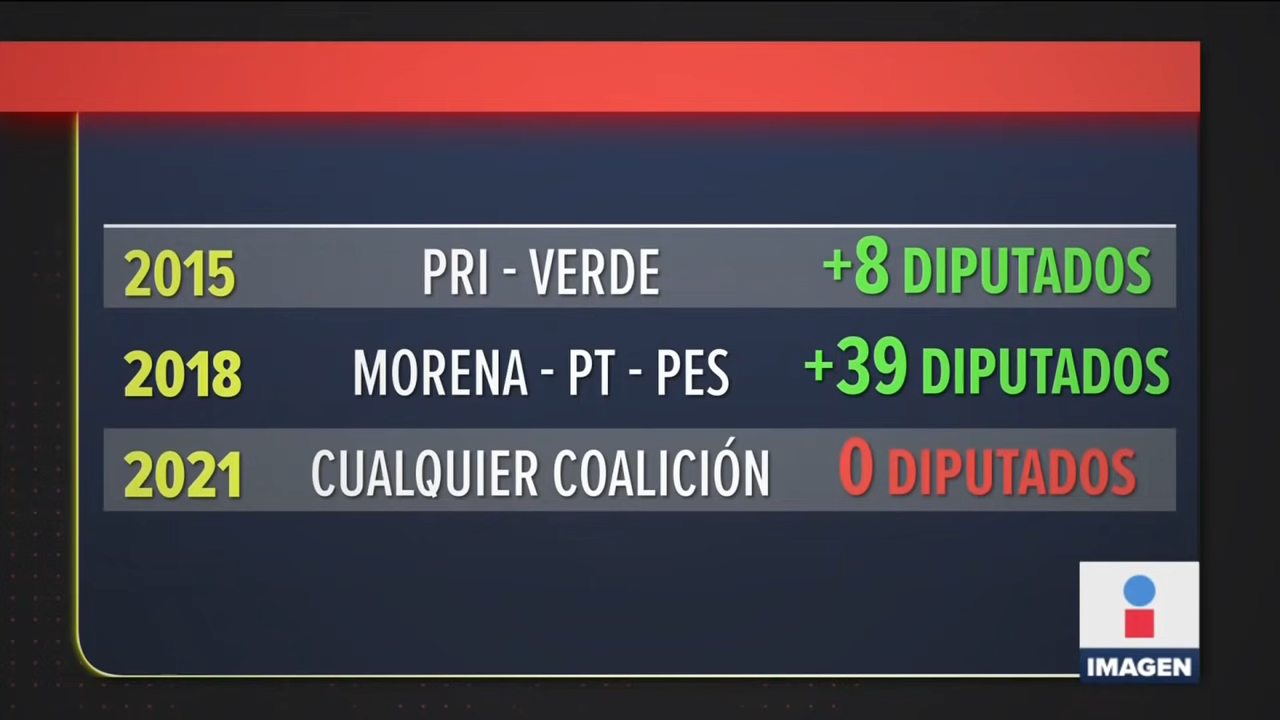 2015 PRI - VERDE +8 DIPUTADOS
2018 MORENA - PT - PES +39 DIPUTADOS
2021 CUALQUIER COALICIÓN 0 DIPUTADOS
IMAGEN